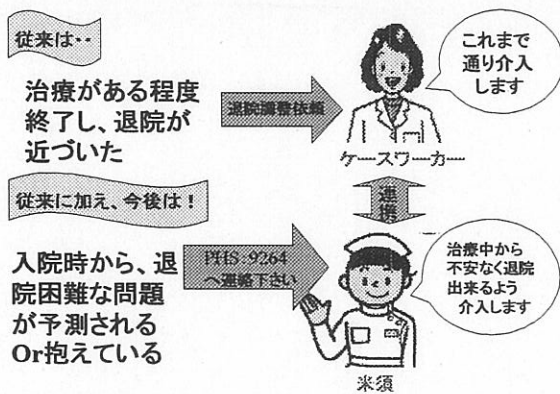 従来は‥
治療がある程度
終了し、退院が
近づいた
退院調整依頼
これまで
通り介入
します
ケースワーカー
連携
従来に加え、今後は!
入院時から、退
院困難な問題
が予測される
Or抱えている
PHS:9264
へ連絡下さい
治療中から
不安なく退院
出来るよう
介入します
米須